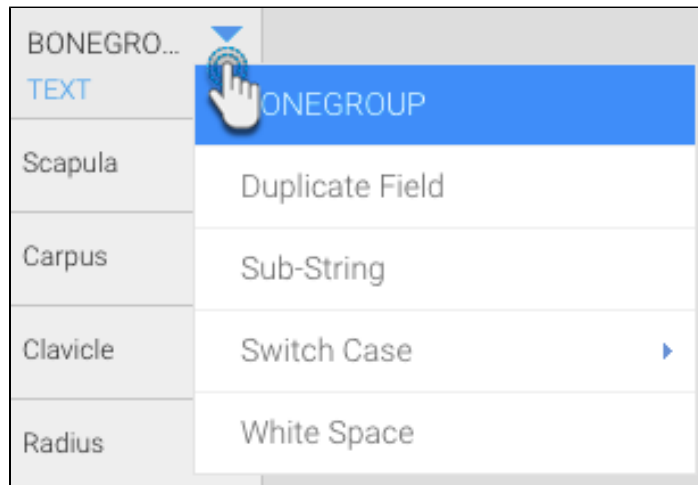 BONEGRO...
TEXT
ONEGROUP
Scapula
Duplicate Field
Carpus
Sub-String
Clavicle
Switch Case
Radius
White Space